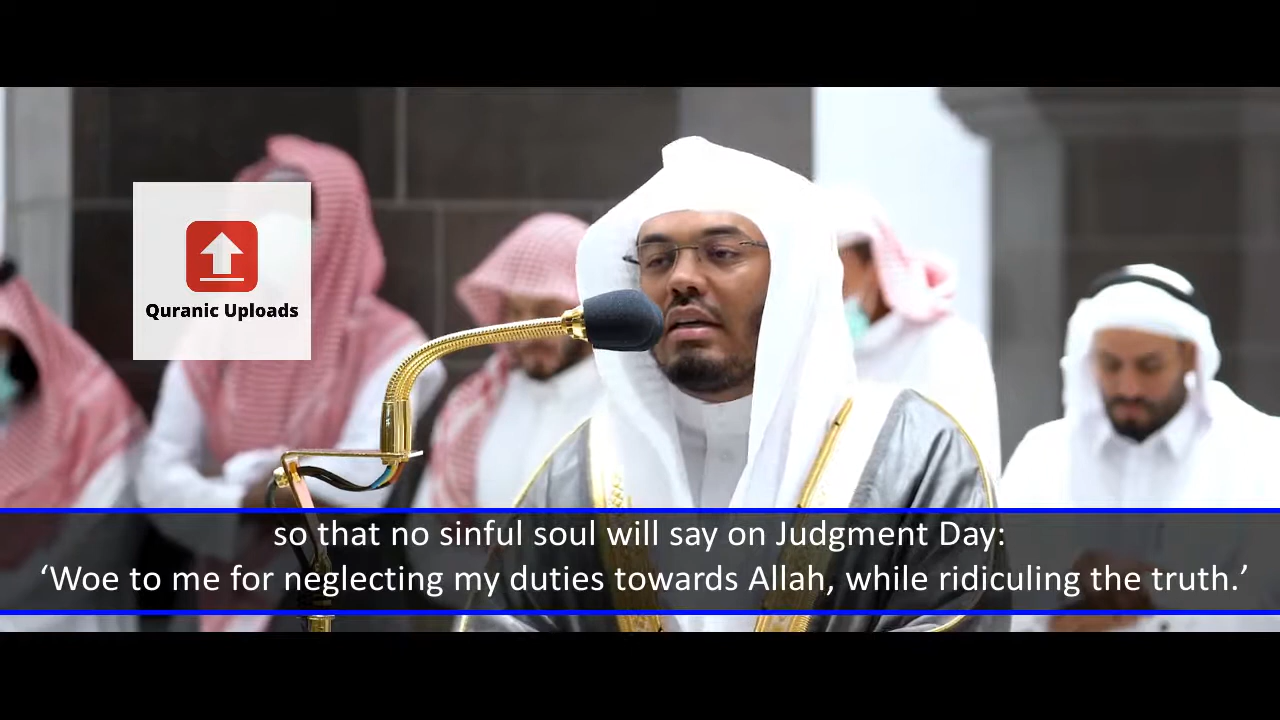 Quranic Uploads
so that no sinful soul will say on Judgment Day:
‘Woe to me for neglecting my duties towards Allah, while ridiculing the truth.’